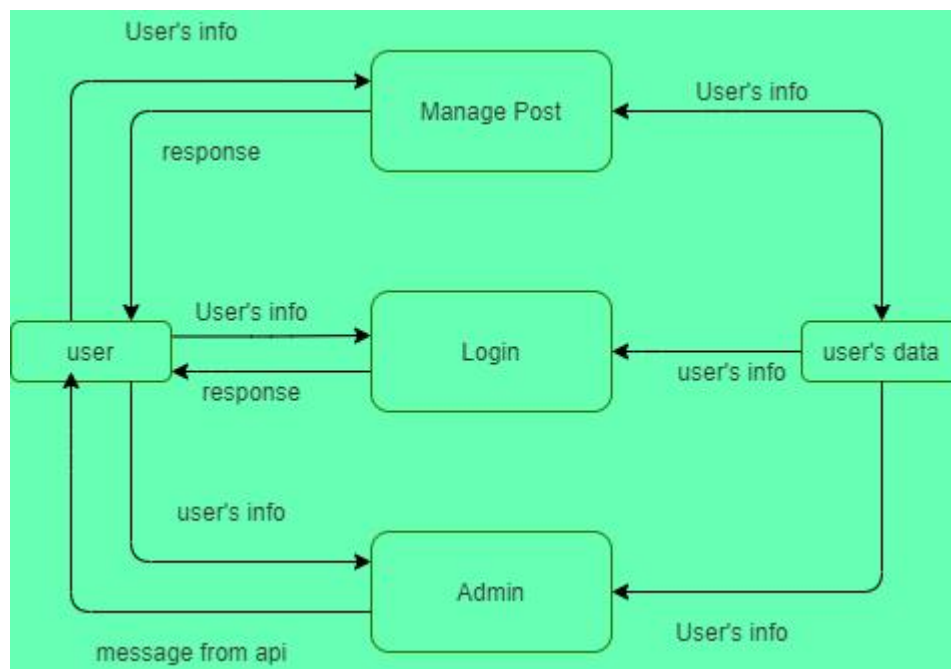 User's info
Manage Post
User's info
response
User's info
user
Login
user's data
response
user's info
user's info
Admin
User's info
message from api